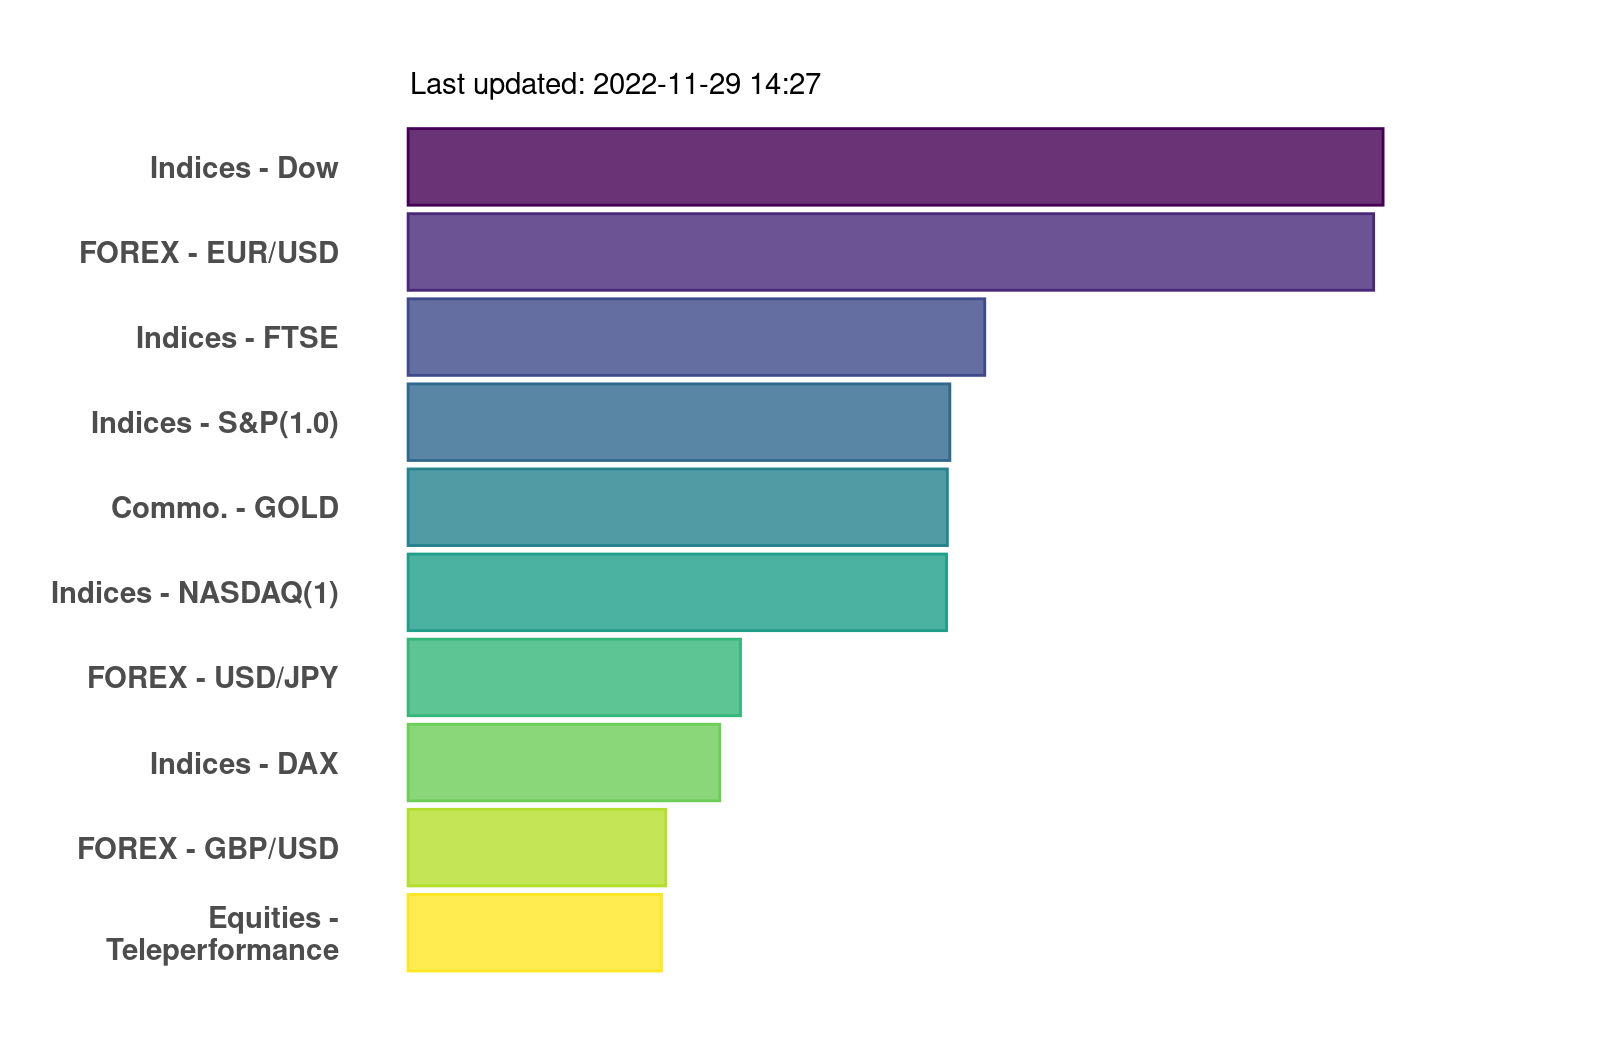 Last updated: 2022-11-29 14:27
Indices - Dow
FOREX - EUR/USD
Indices - FTSE
Indices - S&P(1.0)
Commo. - GOLD
Indices - NASDAQ(1)
FOREX - USD/JPY
Indices - DAX
FOREX - GBP/USD
Equities -
Teleperformance